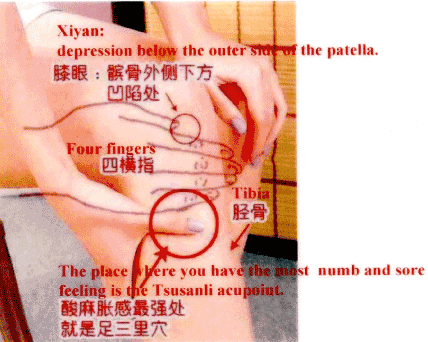 Xiyan:
depression below the outer side of the patella.
膝眼：髌骨外侧下方
凹陷处
Four fingers
四横指
Tibia
胫骨
The place where you have the most numb and sore
feeling is the Tsusanli acupoint.
酸麻胀感最强处
就是足三里穴